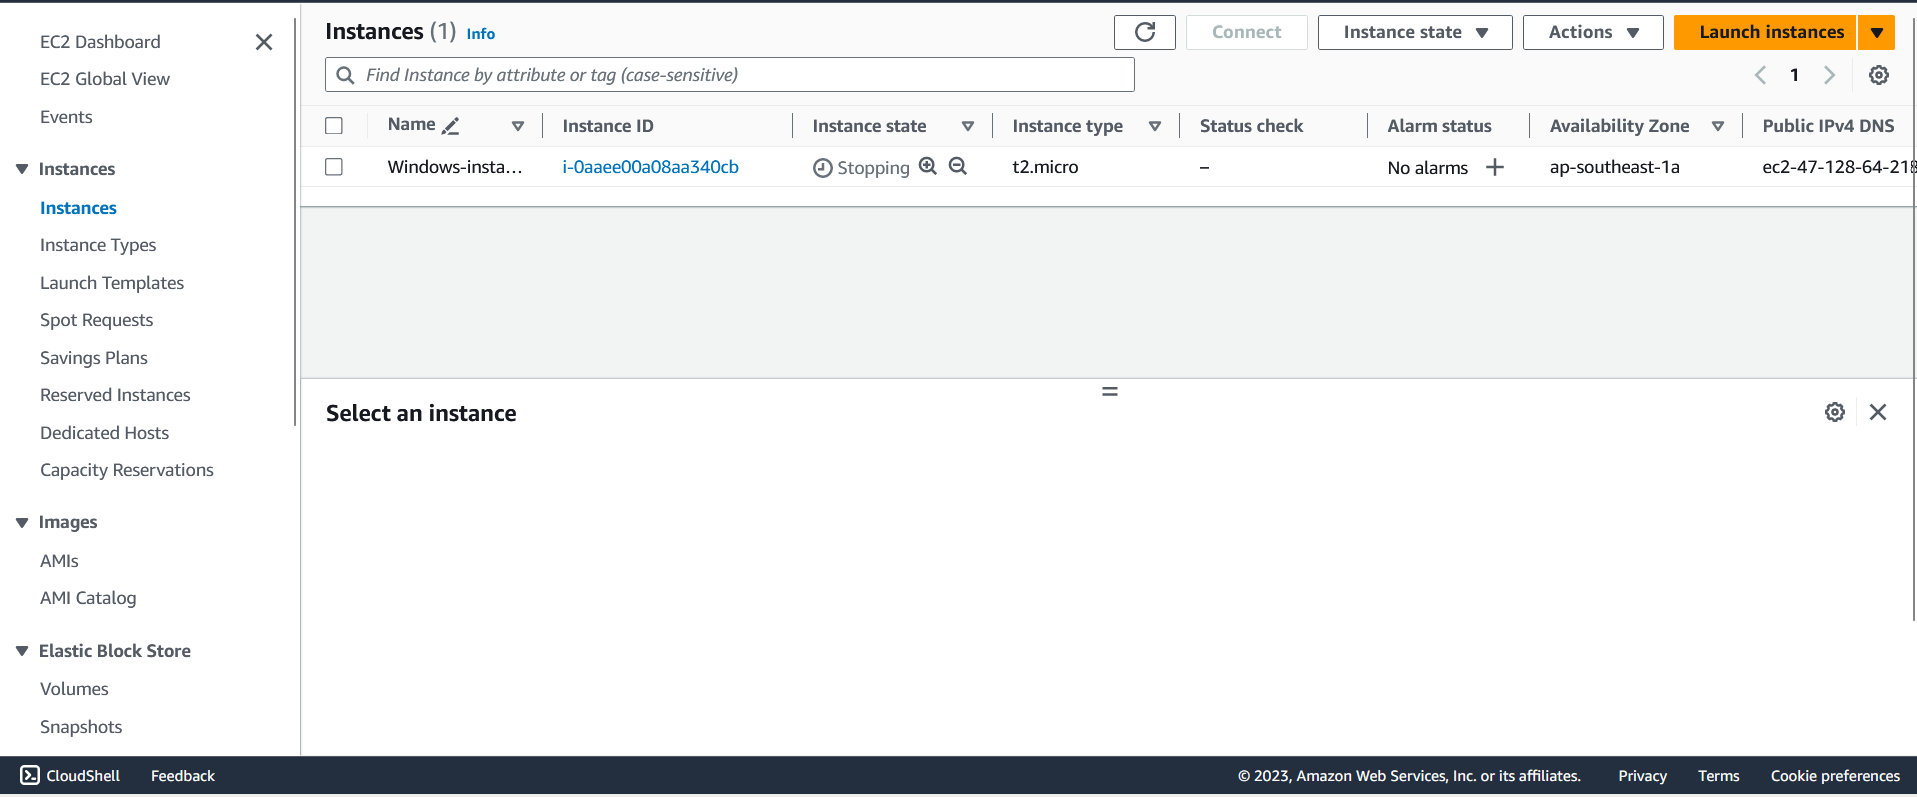 EC2 Dashboard
EC2 Global View
Events
Instances
Instances
Instance Types
Launch Templates
Spot Requests
Savings Plans
Reserved Instances
Dedicated Hosts
Capacity Reservations
Images
AMIs
AMI Catalog
Elastic Block Store
Volumes
Snapshots
Instances (1) Info
Connect Instance state Actions Launch instances
Find Instance by attribute or tag (case-sensitive)
1
Name Instance ID Instance state Instance type Status check Alarm status Availability Zone Public IPv4 DNS
Windows-insta... i-0aaee00a08aa340cb Stopping t2.micro – No alarms + ap-southeast-1a ec2-47-128-64-218
Select an instance
CloudShell Feedback © 2023, Amazon Web Services, Inc. or its affiliates. Privacy Terms Cookie preferences